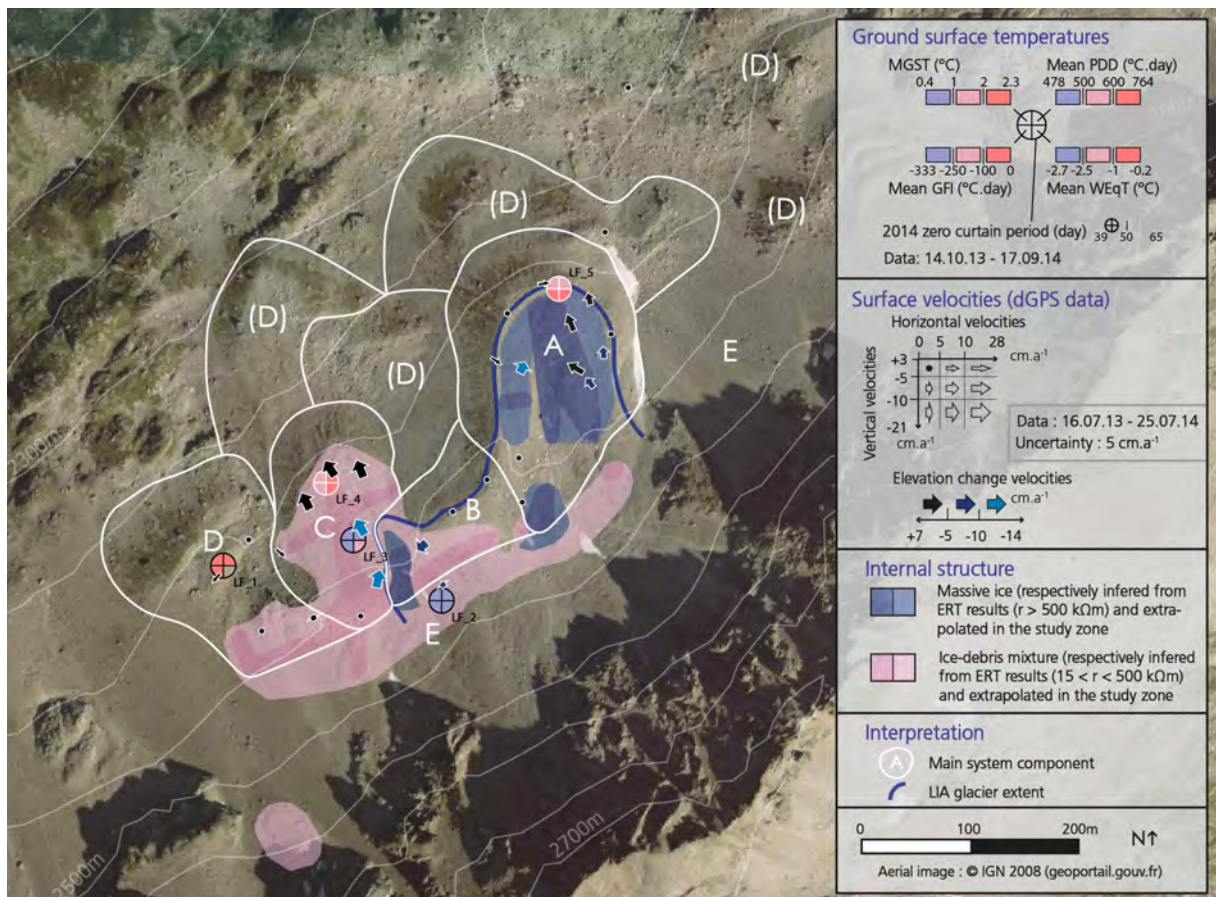 (D)
(D)
(D)
(D)
(D)
E
A
B
C
D
E
LF_5
LF_4
LF_3
LF_1
LF_2
2300m
2500m
2700m
Ground surface temperatures
MGST (°C)
0.4 1 2 2.3
Mean PDD (°C.day)
478 500 600 764
-333 -250 -100 0
Mean GFI (°C.day)
-2.7 -2.5 -1 -0.2
Mean WEqT (°C)
2014 zero curtain period (day)
39 50 65
Data: 14.10.13 - 17.09.14
Surface velocities (dGPS data)
Horizontal velocities
0 5 10 28
cm.a⁻¹
Vertical velocities
+3
-5
-10
-21
cm.a⁻¹
Data : 16.07.13 - 25.07.14
Uncertainty : 5 cm.a⁻¹
Elevation change velocities
cm.a⁻¹
+7 -5 -10 -14
Internal structure
Massive ice (respectively infered from
ERT results (r > 500 kΩm) and extra-
polated in the study zone
Ice-debris mixture (respectively infered
from ERT results (15 < r < 500 kΩm)
and extrapolated in the study zone
Interpretation
A
Main system component
LIA glacier extent
0 100 200m
N↑
Aerial image : © IGN 2008 (geoportail.gouv.fr)